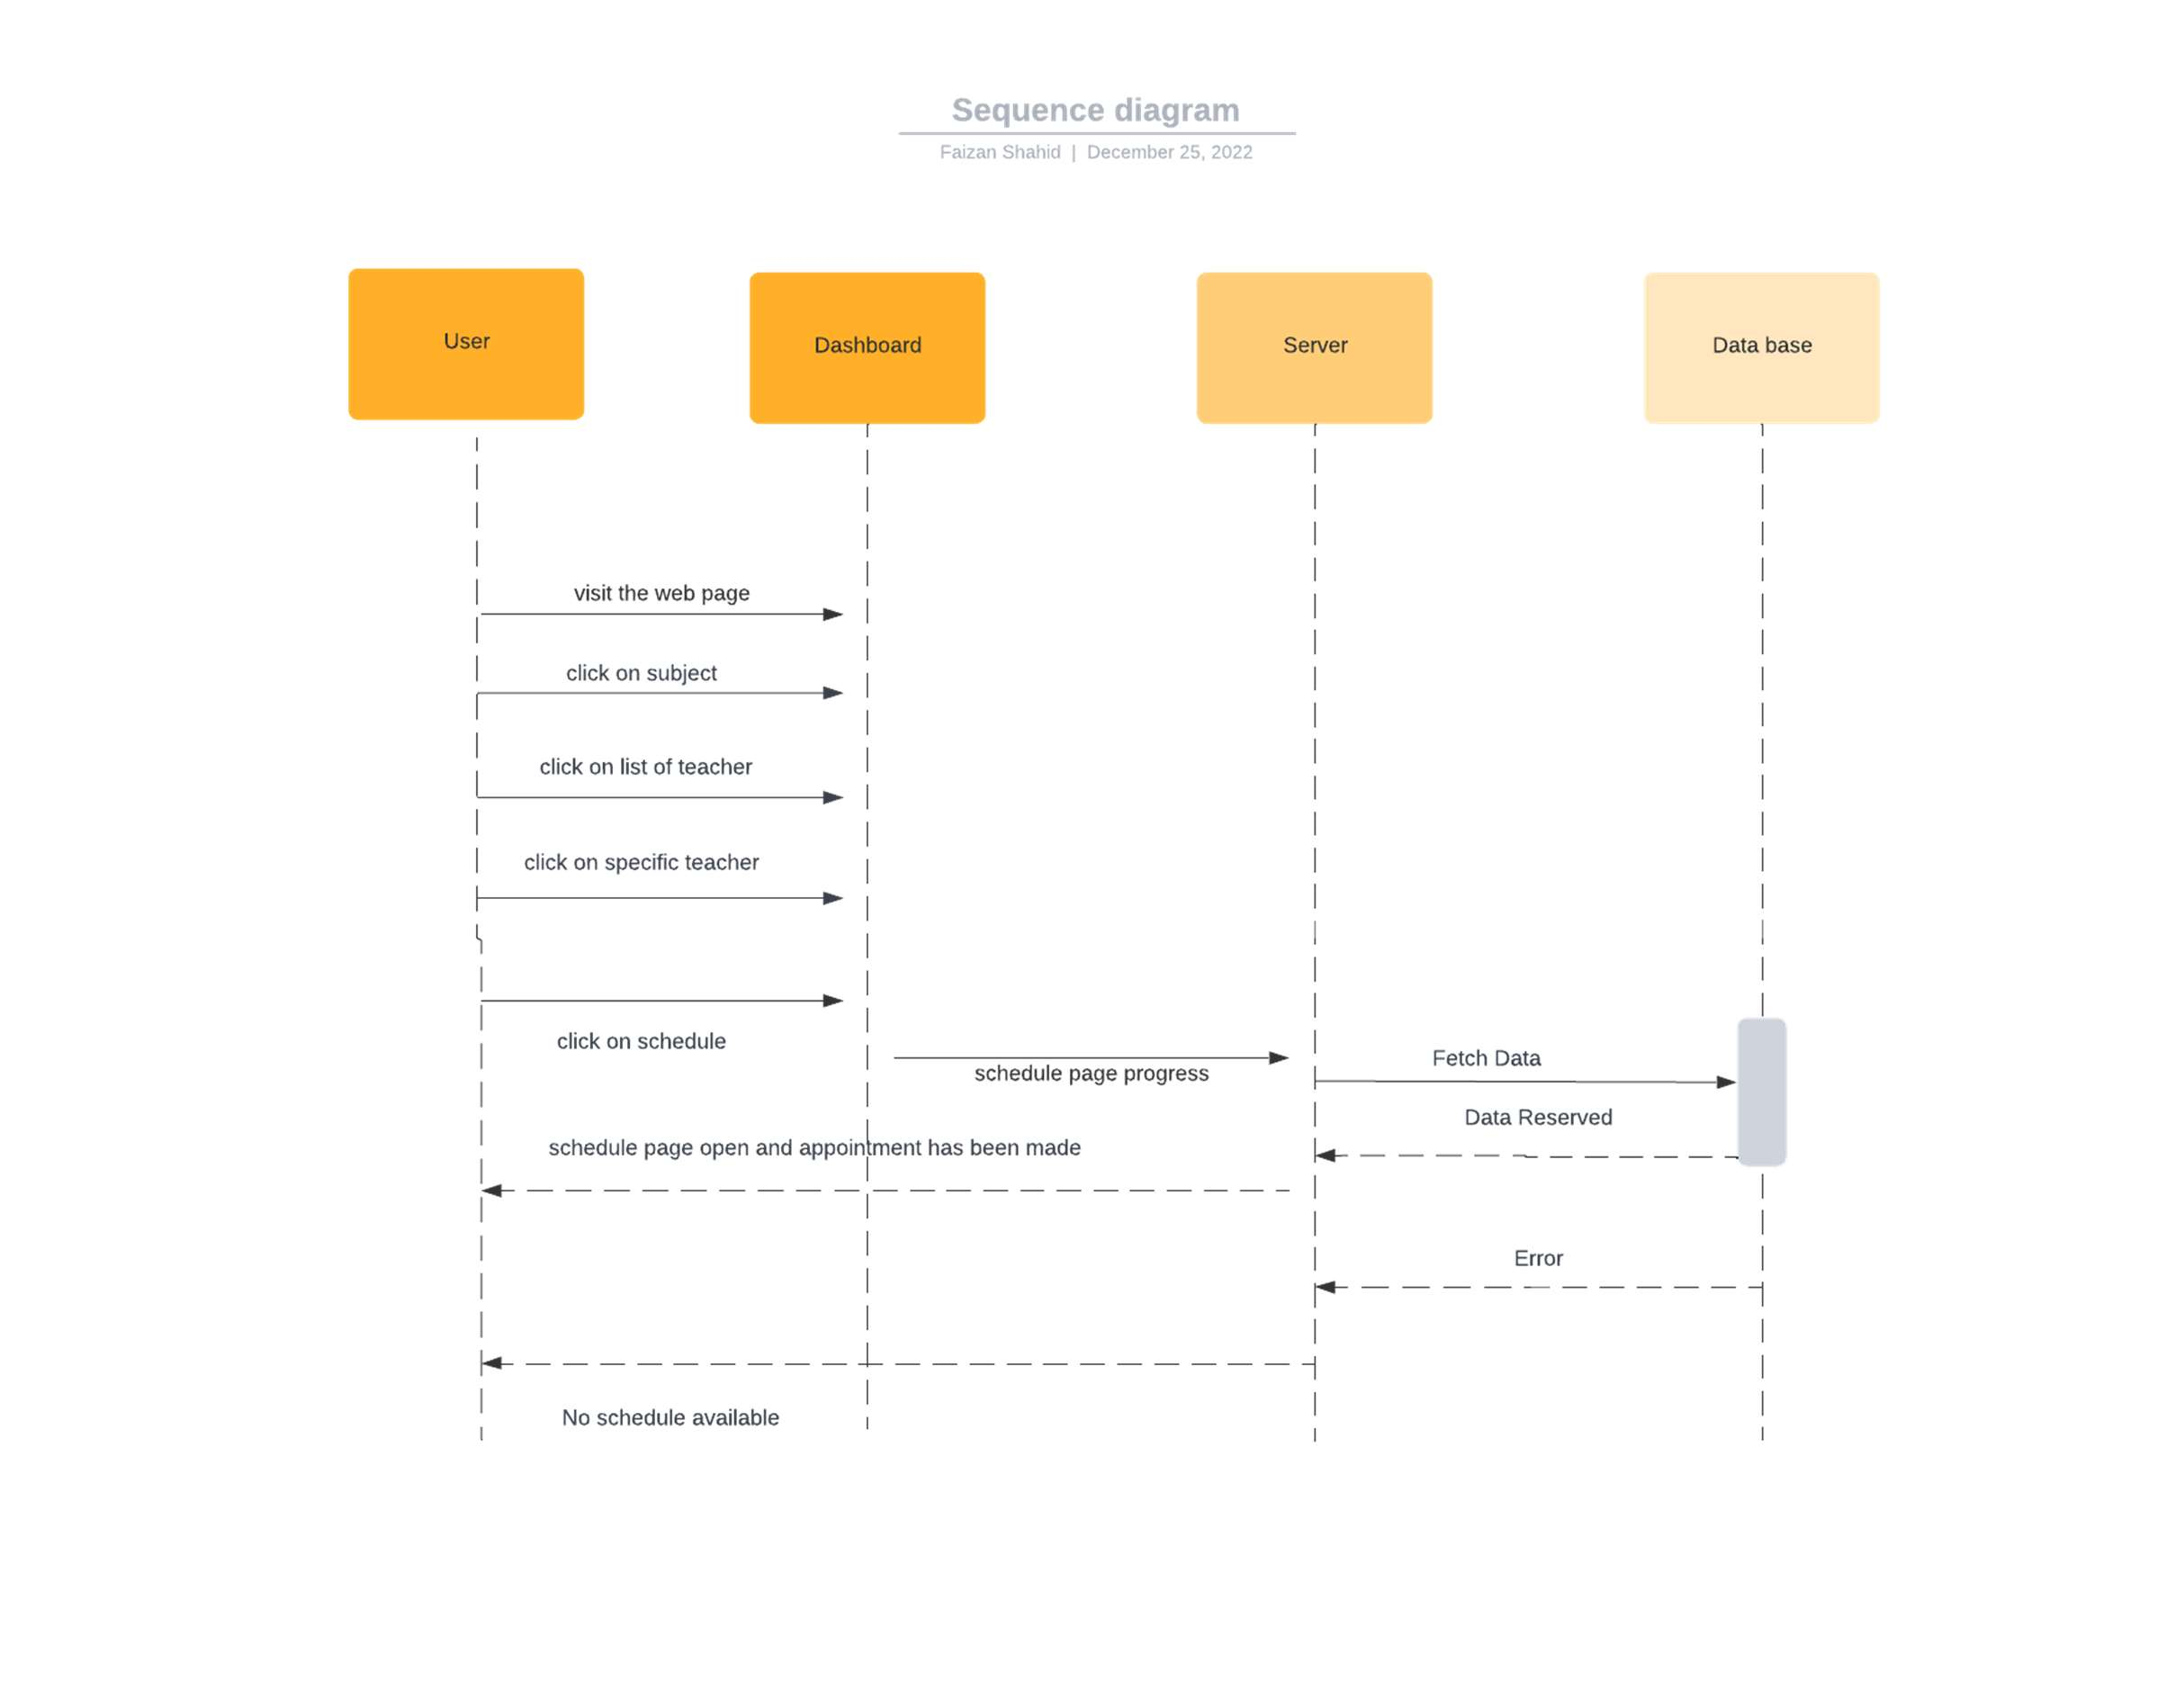 Sequence diagram
Faizan Shahid | December 25, 2022
User
Dashboard
Server
Data base
visit the web page
click on subject
click on list of teacher
click on specific teacher
click on schedule
schedule page progress
Fetch Data
Data Reserved
schedule page open and appointment has been made
Error
No schedule available